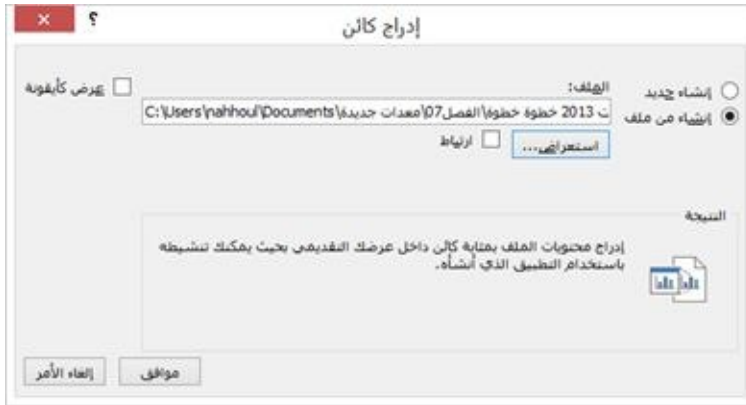 إدراج كائن
؟
إنشاء جديد
إنشاء من ملف
الملف:
C:\Users\nahhoul\Documents\ت 2013 خطوة خطوة\الفصل07\معدات جديدة
استعراض...
ارتباط
عرض كأيقونة
النتيجة
إدراج محتويات الملف بمثابة كائن داخل عرضك التقديمي بحيث يمكنك تنشيطه
باستخدام التطبيق الذي أنشأه.
موافق
إلغاء الأمر